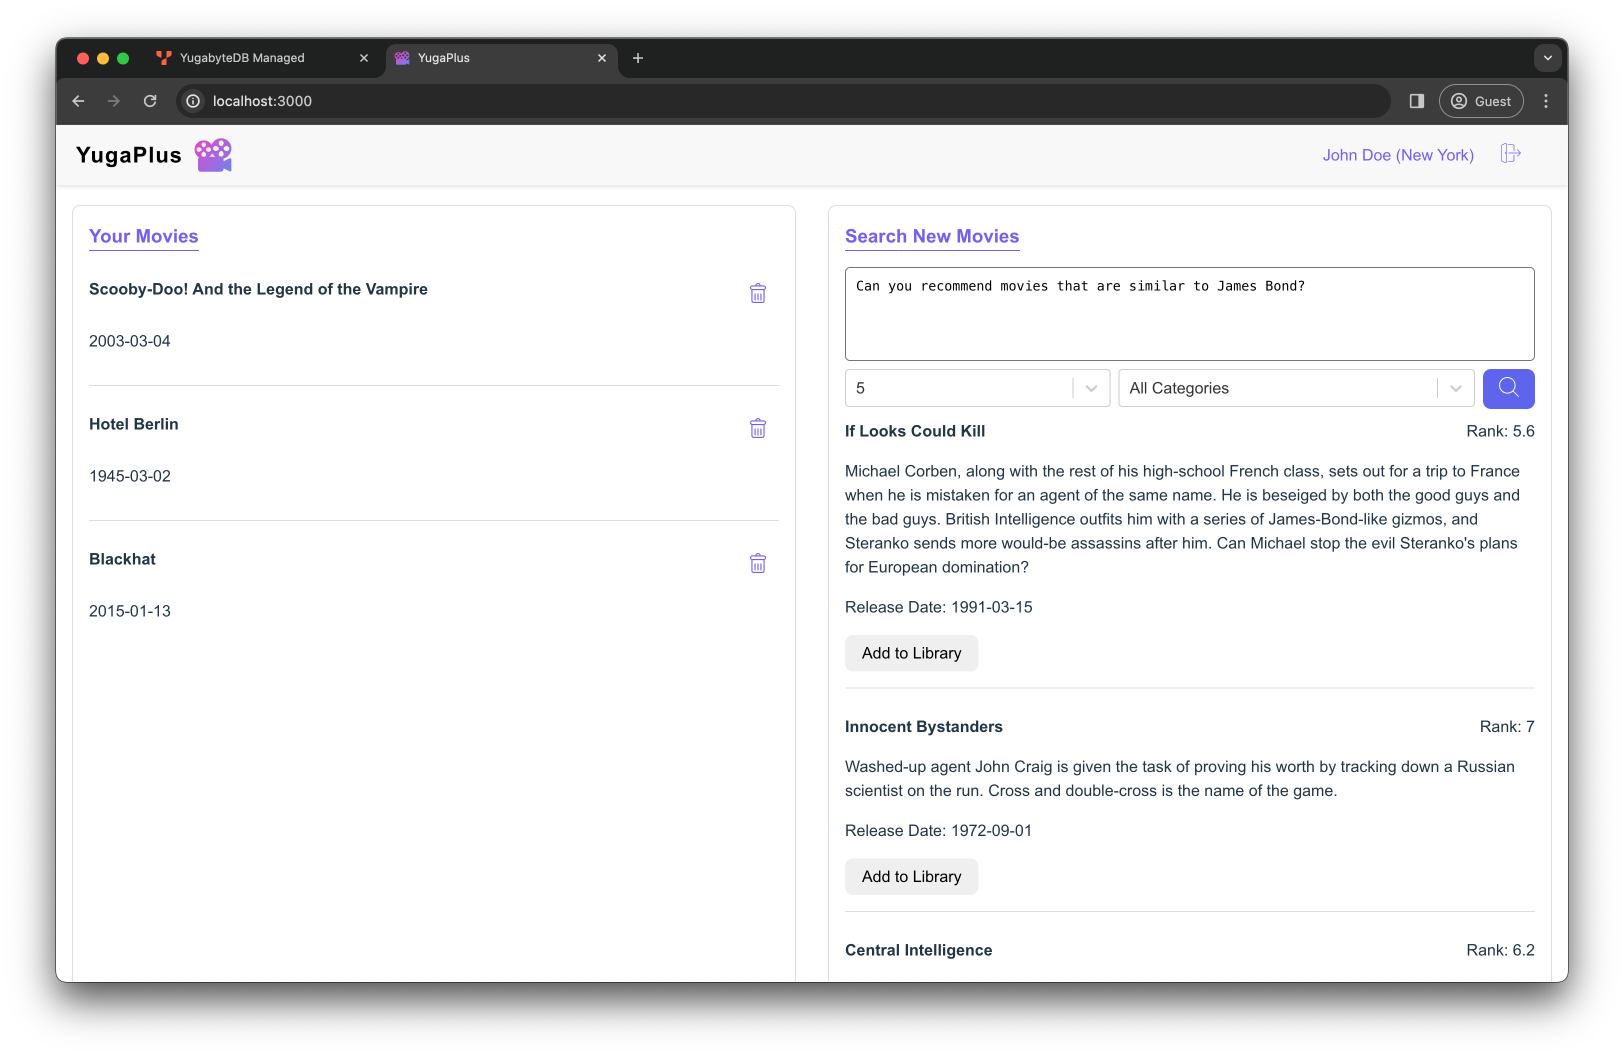 YugabyteDB Managed
YugaPlus
localhost:3000
Guest
YugaPlus
John Doe (New York)
Your Movies
Scooby-Doo! And the Legend of the Vampire
2003-03-04
Hotel Berlin
1945-03-02
Blackhat
2015-01-13
Search New Movies
Can you recommend movies that are similar to James Bond?
5
All Categories
If Looks Could Kill
Rank: 5.6
Michael Corben, along with the rest of his high-school French class, sets out for a trip to France
when he is mistaken for an agent of the same name. He is beseiged by both the good guys and
the bad guys. British Intelligence outfits him with a series of James-Bond-like gizmos, and
Steranko sends more would-be assassins after him. Can Michael stop the evil Steranko's plans
for European domination?
Release Date: 1991-03-15
Add to Library
Innocent Bystanders
Rank: 7
Washed-up agent John Craig is given the task of proving his worth by tracking down a Russian
scientist on the run. Cross and double-cross is the name of the game.
Release Date: 1972-09-01
Add to Library
Central Intelligence
Rank: 6.2